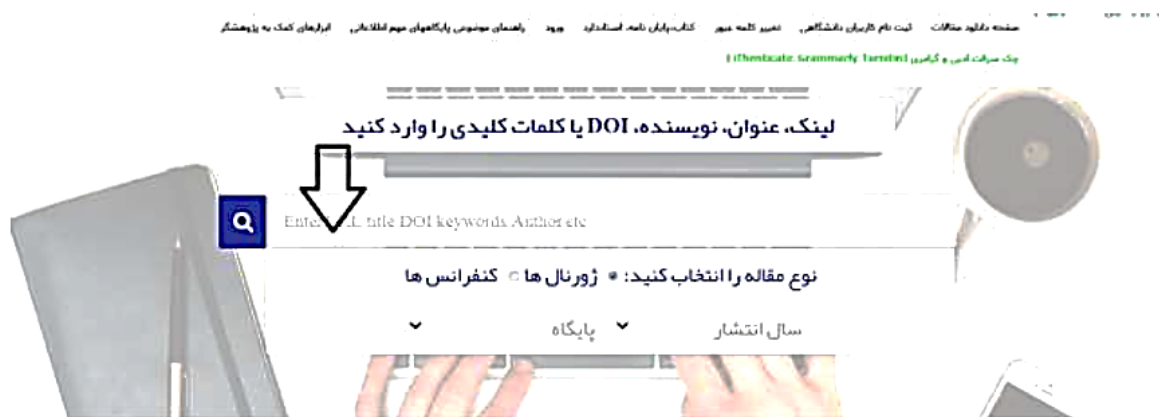 صفحه دانلود مقالات ثبت نام کاربران دانشگاهی تغییر کلمه عبور کتاب، پایان نامه، استاندارد ورود راهنمای موضوعی پایگاههای مهم اطلاعاتی ابزارهای کمک به پژوهشگر
چک سرقت ادبی و گرامری (iThenticate, Grammarly, Turnitin)
لینک، عنوان، نویسنده، DOI یا کلمات کلیدی را وارد کنید
Enter URL title DOI keywords Author etc
نوع مقاله را انتخاب کنید: ژورنال ها کنفرانس ها
سال انتشار پایگاه